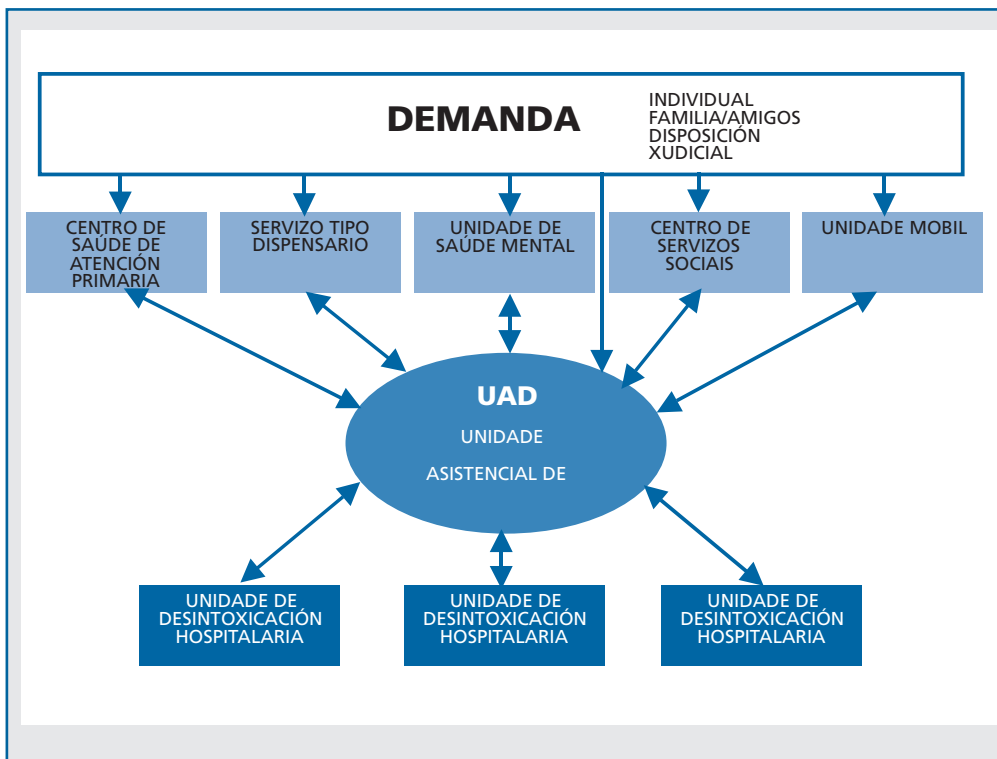 DEMANDA
INDIVIDUAL
FAMILIA/AMIGOS
DISPOSICIÓN
XUDICIAL
CENTRO DE
SAÚDE DE
ATENCIÓN
PRIMARIA
SERVIZO TIPO
DISPENSARIO
UNIDADE DE
SAÚDE MENTAL
CENTRO DE
SERVIZOS
SOCIAIS
UNIDADE MOBIL
UAD
UNIDADE
ASISTENCIAL DE
UNIDADE DE
DESINTOXICACIÓN
HOSPITALARIA
UNIDADE DE
DESINTOXICACIÓN
HOSPITALARIA
UNIDADE DE
DESINTOXICACIÓN
HOSPITALARIA